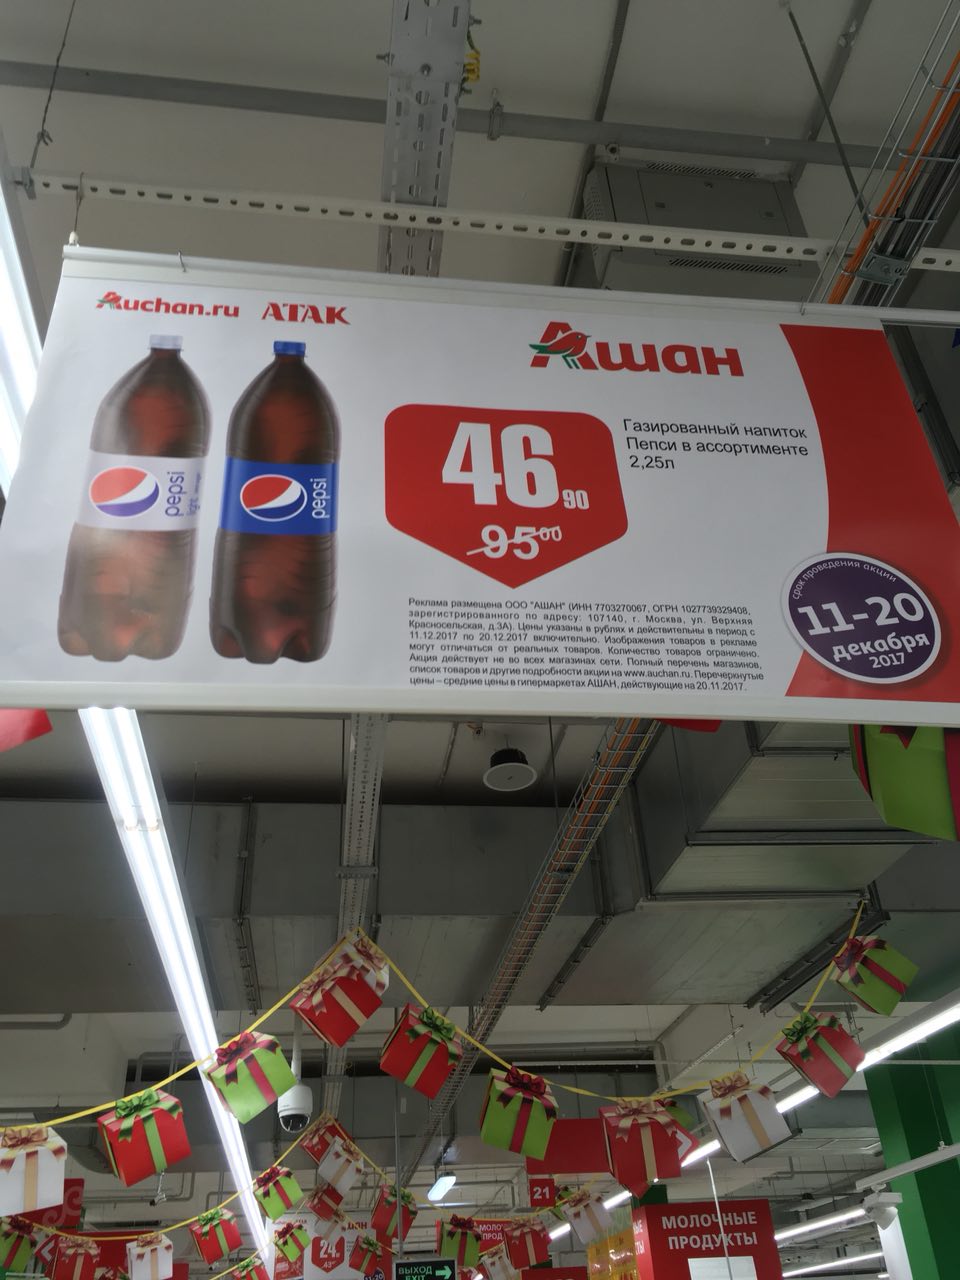 Auchan.ru АТАК
Ашан
pepsi
light
pepsi
46 90
95 00
Газированный напиток
Пепси в ассортименте
2,25л
срок проведения акции
11-20
декабря
2017
Реклама размещена ООО "АШАН" (ИНН 7703270067, ОГРН 1027739329408,
зарегистрированного по адресу: 107140, г. Москва, ул. Верхняя
Красносельская, д.3А). Цены указаны в рублях и действительны в период с
11.12.2017 по 20.12.2017 включительно. Изображения товаров в рекламе
могут отличаться от реальных товаров. Количество товаров ограничено.
Акция действует не во всех магазинах сети. Полный перечень магазинов,
список товаров и другие подробности акции на www.auchan.ru. Перечеркнутые
цены – средние цены в гипермаркетах АШАН, действующие на 20.11.2017.
21
МОЛОЧНЫЕ
ПРОДУКТЫ
24
ВЫХОД
EXIT